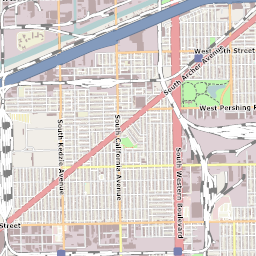 West 35th Street
South Archer Avenue
West Pershing R
South Kedzie Avenue
South California Avenue
South Western Boulevard
Street